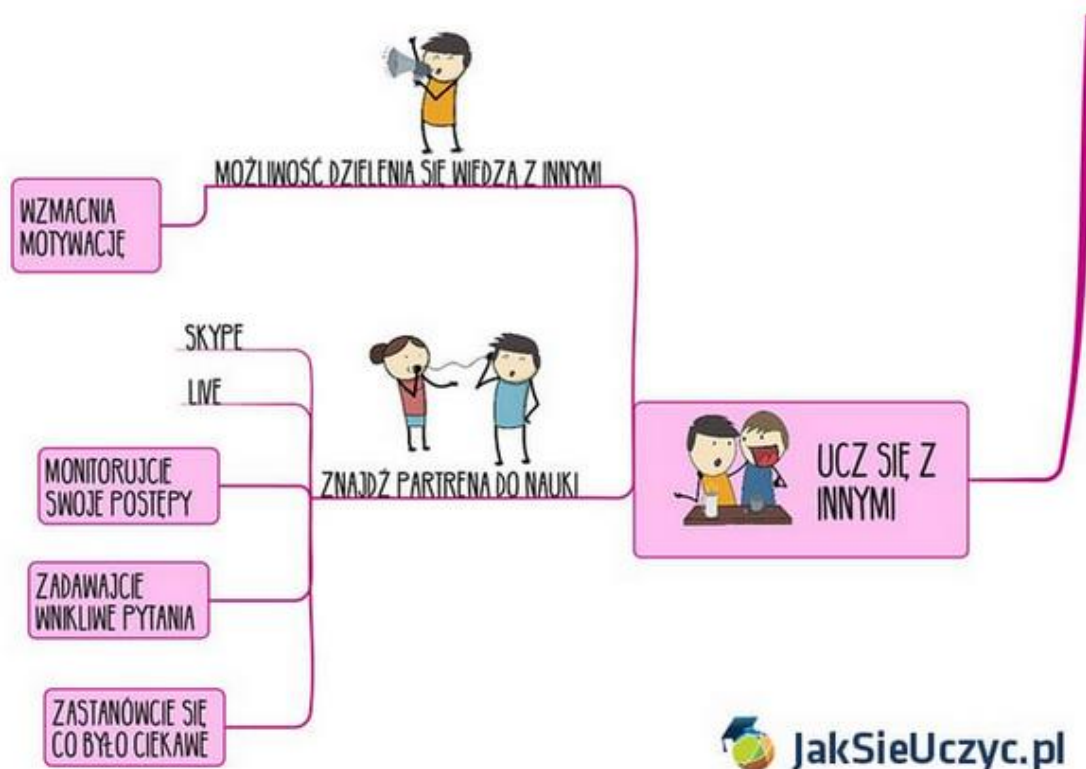 MOŻLIWOŚĆ DZIELENIA SIĘ WIEDZĄ Z INNYMI
WZMACNIA
MOTYWACJĘ
SKYPE
LIVE
MONITORUJCIE
SWOJE POSTĘPY
ZNAJDŹ PARTRENA DO NAUKI
UCZ SIĘ Z
INNYMI
ZADAWAJCIE
WNIKLIWE PYTANIA
ZASTANÓWCIE SIĘ
CO BYŁO CIEKAWE
JakSieUczyc.pl